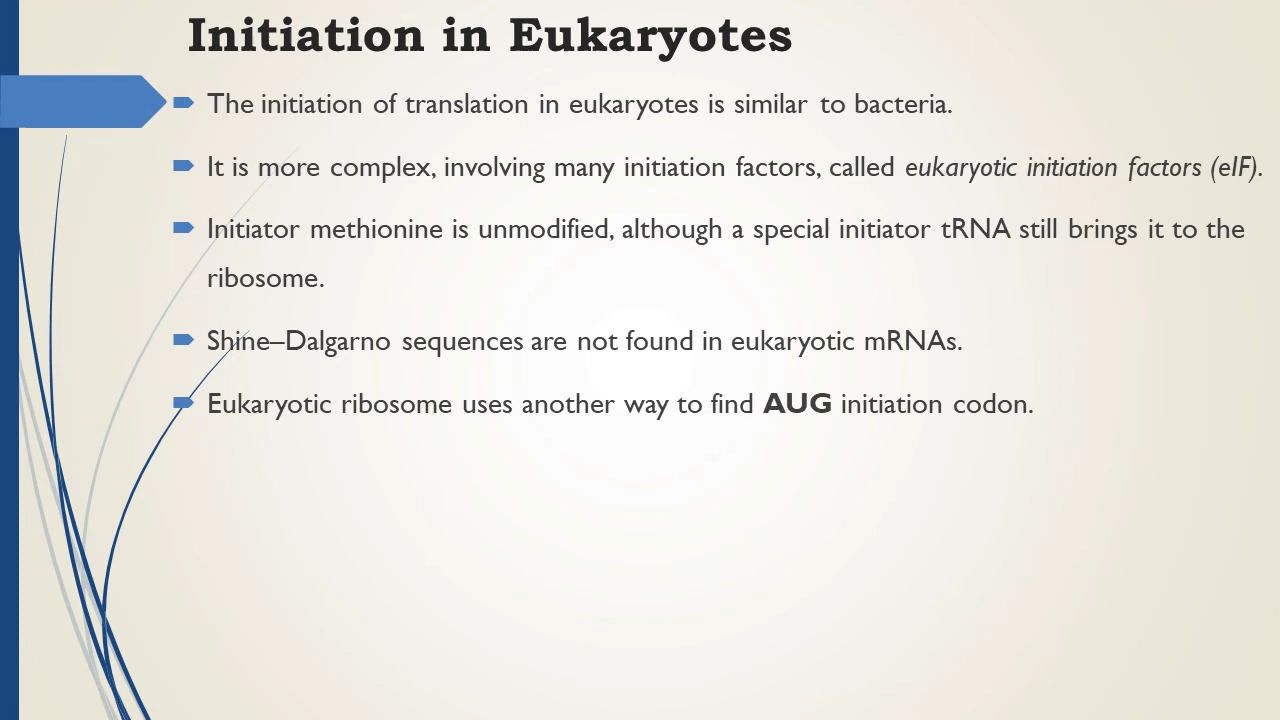 Initiation in Eukaryotes
The initiation of translation in eukaryotes is similar to bacteria.
It is more complex, involving many initiation factors, called eukaryotic initiation factors (eIF).
Initiator methionine is unmodified, although a special initiator tRNA still brings it to the
ribosome.
Shine–Dalgarno sequences are not found in eukaryotic mRNAs.
Eukaryotic ribosome uses another way to find AUG initiation codon.